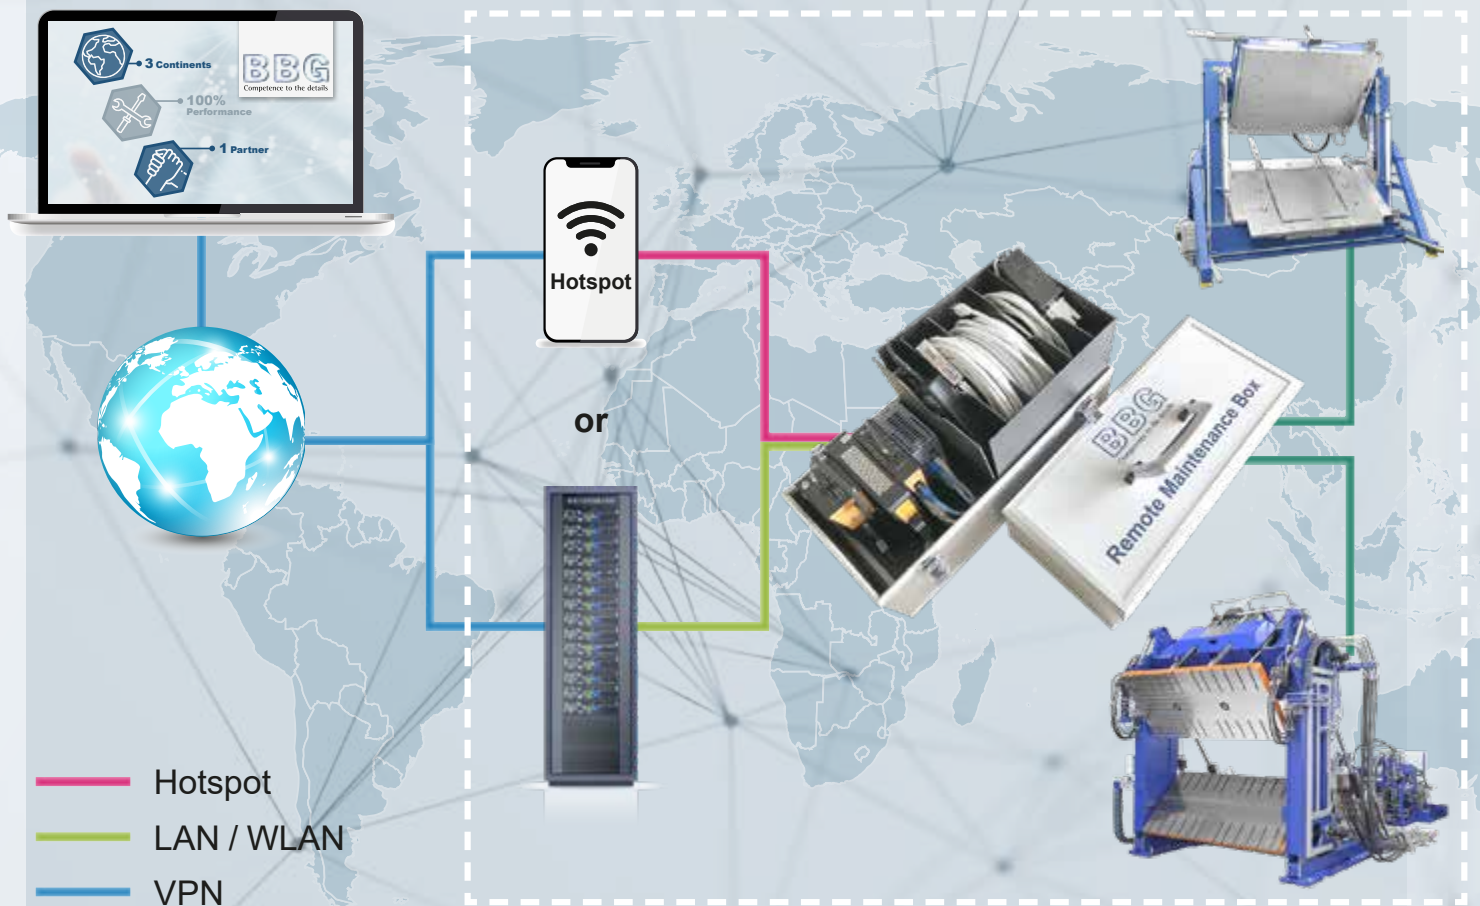 3 Continents
100%
Performance
1 Partner
BBG
Competence to the details
Hotspot
or
BBG
Remote Maintenance Box
Hotspot
LAN / WLAN
VPN